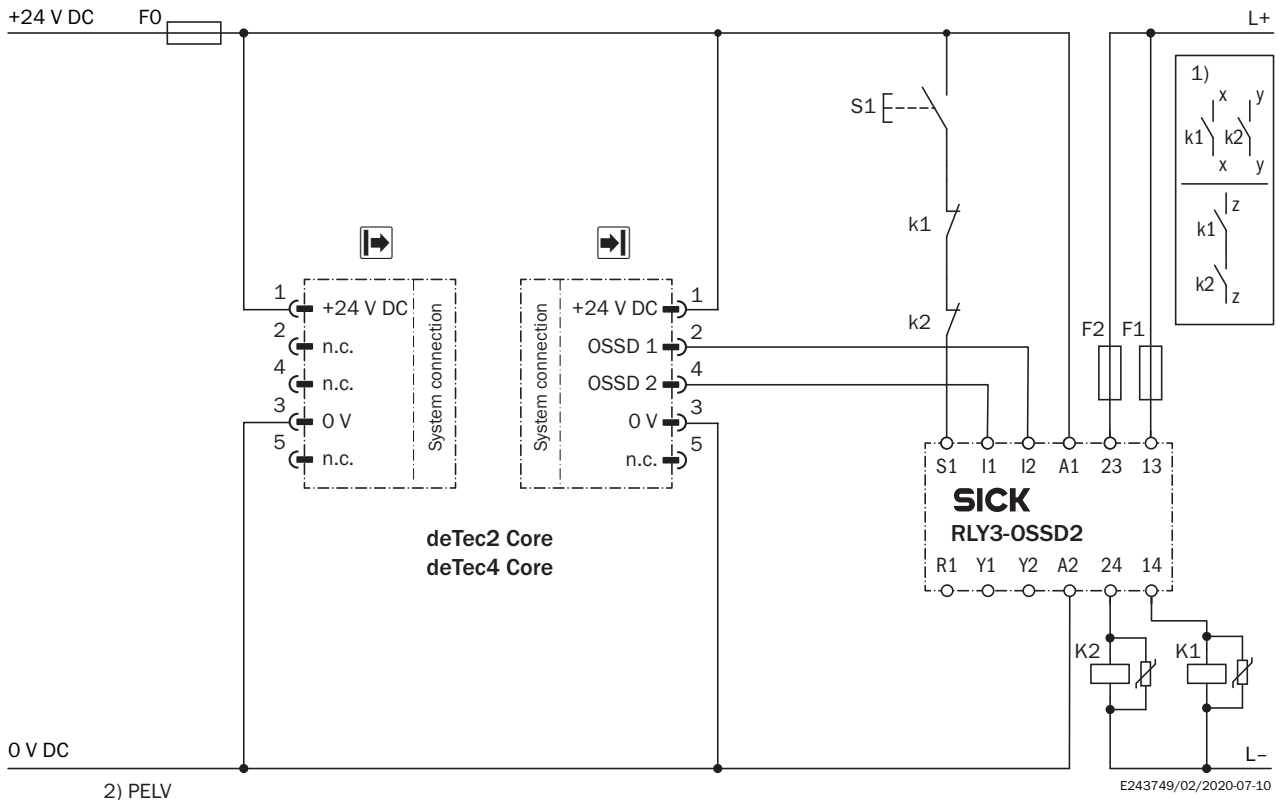 +24 V DC F0 L+
1)
x y
k1 k2
x y
z
k1
k2
z
S1
k1
k2
F2 F1
1 +24 V DC
2 n.c.
4 n.c.
3 0 V
5 n.c.
System connection
System connection
+24 V DC 1
OSSD 1 2
OSSD 2 4
0 V 3
n.c. 5
deTec2 Core
deTec4 Core
S1 I1 I2 A1 23 13
SICK
RLY3-OSSD2
R1 Y1 Y2 A2 24 14
K2 K1
0 V DC L–
2) PELV
E243749/02/2020-07-10